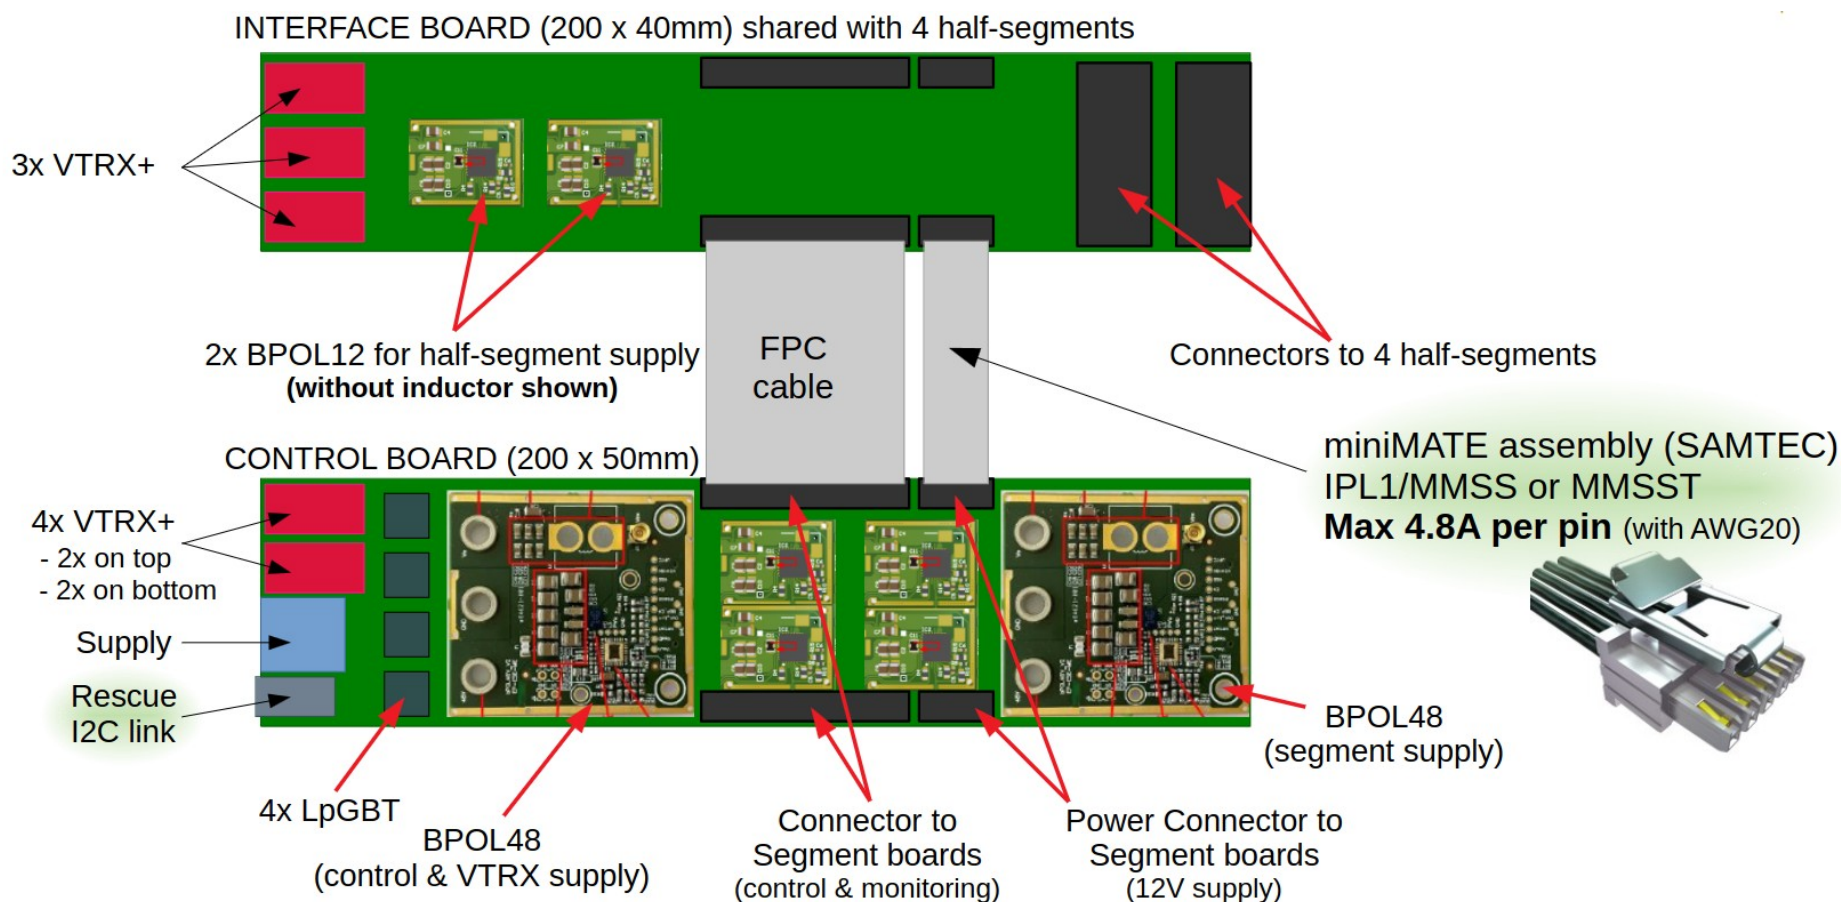 INTERFACE BOARD (200 x 40mm) shared with 4 half-segments
3x VTRX+
2x BPOL12 for half-segment supply
(without inductor shown)
FPC
cable
Connectors to 4 half-segments
miniMATE assembly (SAMTEC)
IPL1/MMSS or MMSST
Max 4.8A per pin (with AWG20)
CONTROL BOARD (200 x 50mm)
4x VTRX+
- 2x on top
- 2x on bottom
Supply
Rescue
I2C link
4x LpGBT
BPOL48
(control & VTRX supply)
Connector to
Segment boards
(control & monitoring)
Power Connector to
Segment boards
(12V supply)
BPOL48
(segment supply)